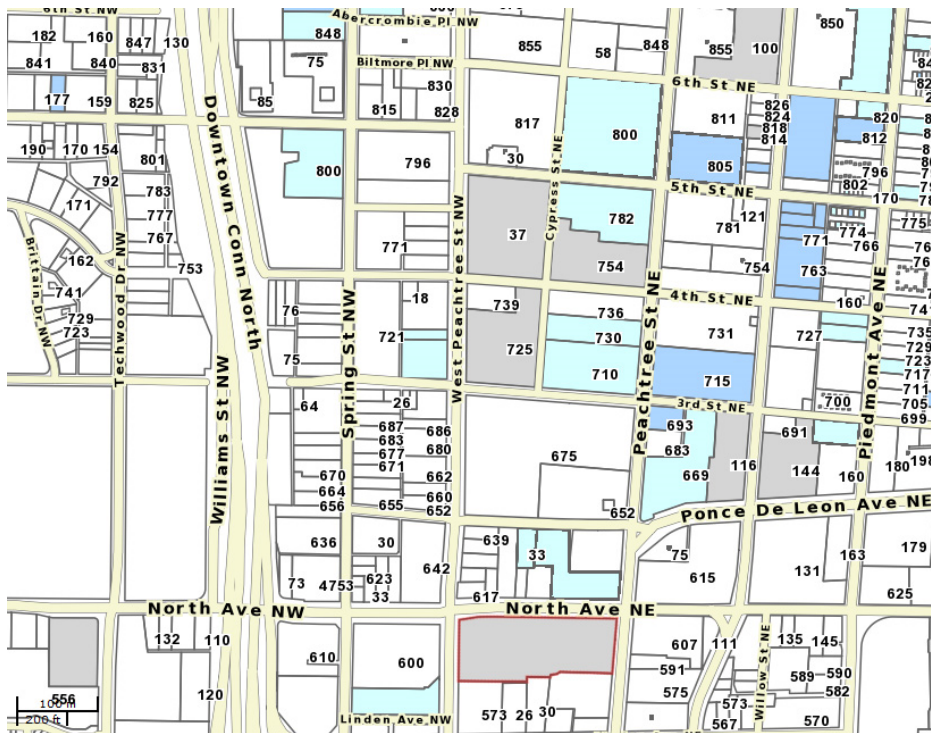 6th St NW
Abercrombie Pl NW
850
182 160 847 130 848 855 58 848 855 100
841 840 831 75 Biltmore Pl NW
6th St NE
177 159 825 85 815 830 828 817 800 811 826
824
818
814
820
812
190 170 154 801 800 796 30 805 796
802
5th St NE
170
792 783 171 777 767 162 753
771 37 782 754 781 121 754 771 763 774 766 775
Cypress St NE
Downtown Conn North
Brittain Dr NW
Techwood Dr NW
741
729
723
76 18 739 736 4th St NE 160
75 721 725 730 731 727 735
729
723
717
711
705
699
710 715 700
3rd St NE
Williams St NW
Spring St NW
West Peachtree St NW
Peachtree St NE
Piedmont Ave NE
64 26 687 686 693 691
683 680 683
677
671
670 662 675 669 116 144 160 180 198
664 660
656 655 652 652
Ponce De Leon Ave NE
636 30 639 33 75 163 179
642 615 131
73 4753 623 33 617 625
North Ave NW
North Ave NE
132 110 610 600 607 111 135 145
591 589 590
120 575 582
556 573 26 30 573 567 570
Willow St NE
Linden Ave NW
100 m
200 ft